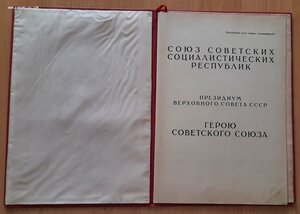 СОЮЗ СОВЕТСКИХ
СОЦИАЛИСТИЧЕСКИХ
РЕСПУБЛИК
ПРЕЗИДИУМ
ВЕРХОВНОГО СОВЕТА СССР
ГЕРОЮ
СОВЕТСКОГО СОЮЗА